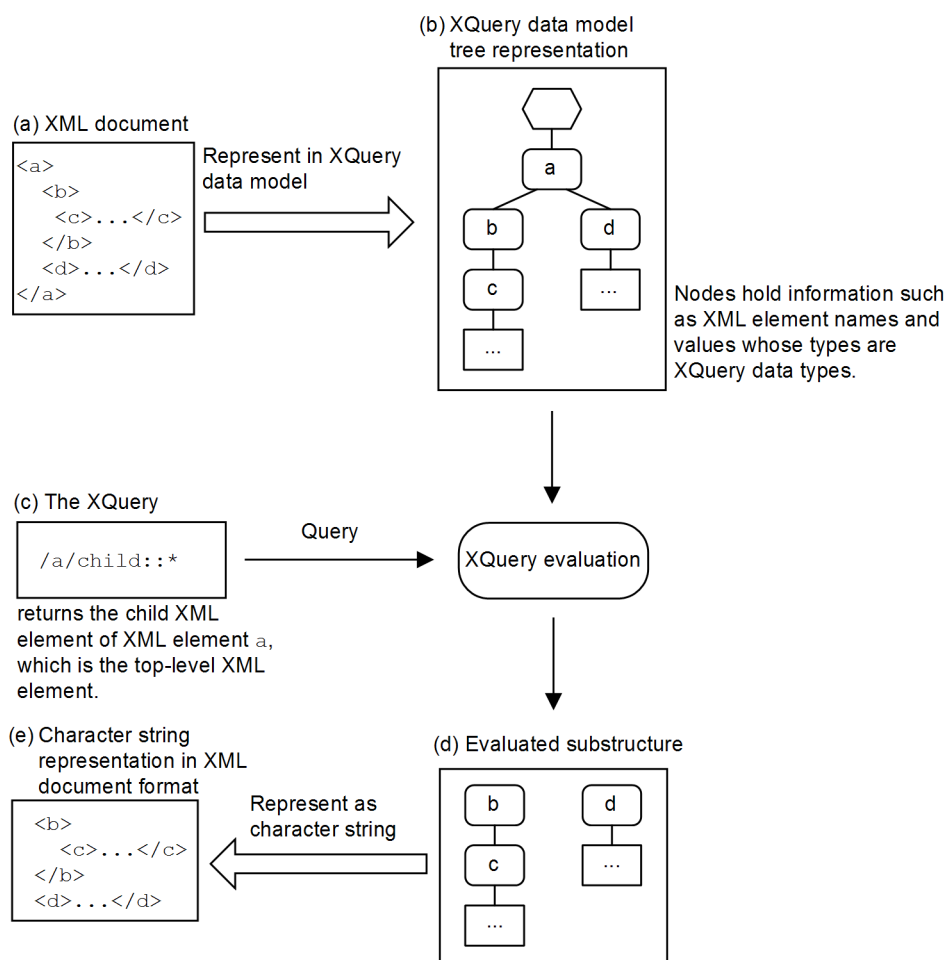 (b) XQuery data model
tree representation
(a) XML document
<a>
<b>
<c>...</c>
</b>
<d>...</d>
</a>
Represent in XQuery
data model
a
b
d
c
...
...
Nodes hold information such
as XML element names and
values whose types are
XQuery data types.
(c) The XQuery
/a/child::*
Query
XQuery evaluation
returns the child XML
element of XML element a,
which is the top-level XML
element.
(e) Character string
representation in XML
document format
<b>
<c>...</c>
</b>
<d>...</d>
Represent as
character string
(d) Evaluated substructure
b
d
c
...
...